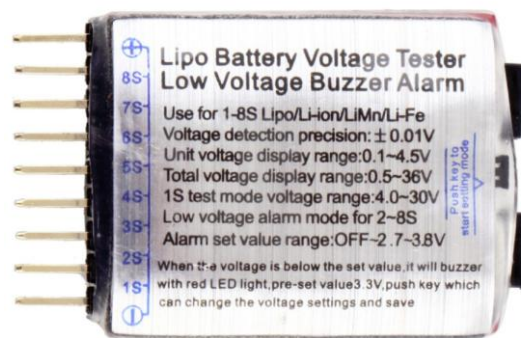 Lipo Battery Voltage Tester
Low Voltage Buzzer Alarm
Use for 1-8S Lipo/Li-ion/LiMn/Li-Fe
Voltage detection precision:±0.01V
Unit voltage display range:0.1~4.5V
Total voltage display range:0.5~36V
1S test mode voltage range:4.0~30V
Low voltage alarm mode for 2~8S
Alarm set value range:OFF~2.7~3.8V
When the voltage is below the set value,it will buzzer
with red LED light,pre-set value3.3V,push key which
can change the voltage settings and save
⊕
8S
7S
6S
5S
4S
3S
2S
1S
⊖
Push key to
start setting mode